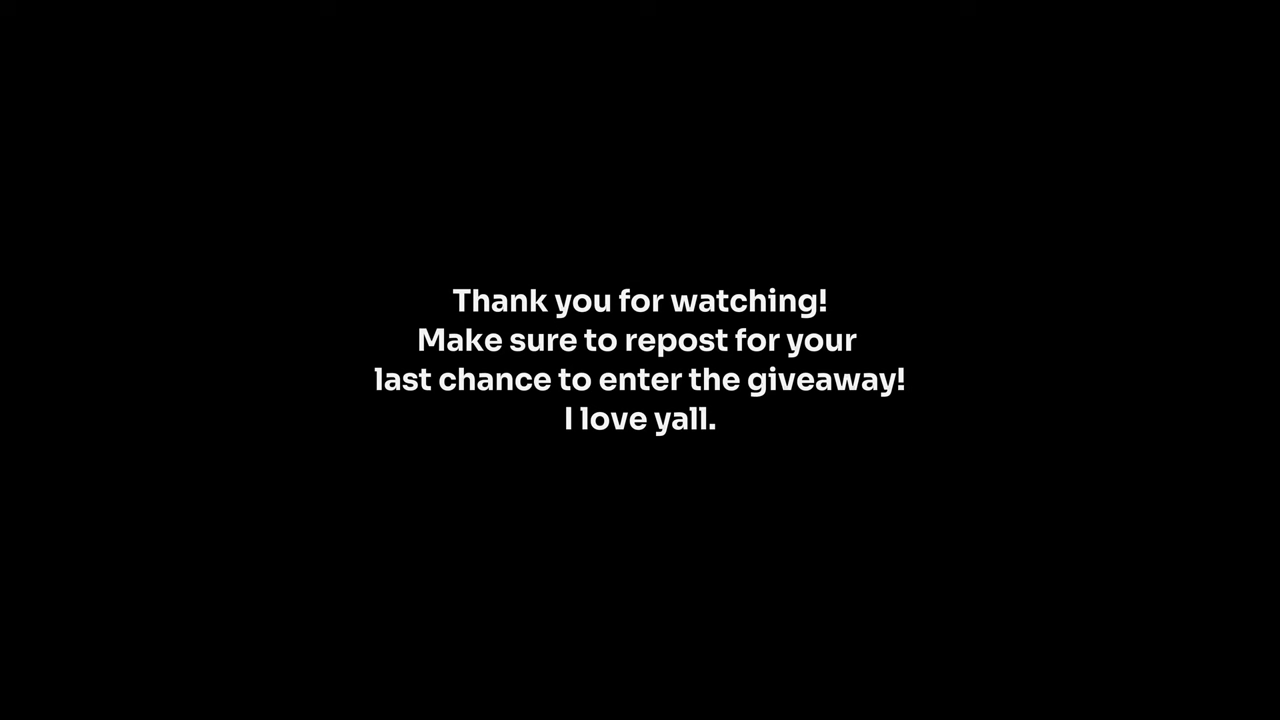 Thank you for watching!
Make sure to repost for your
last chance to enter the giveaway!
I love yall.